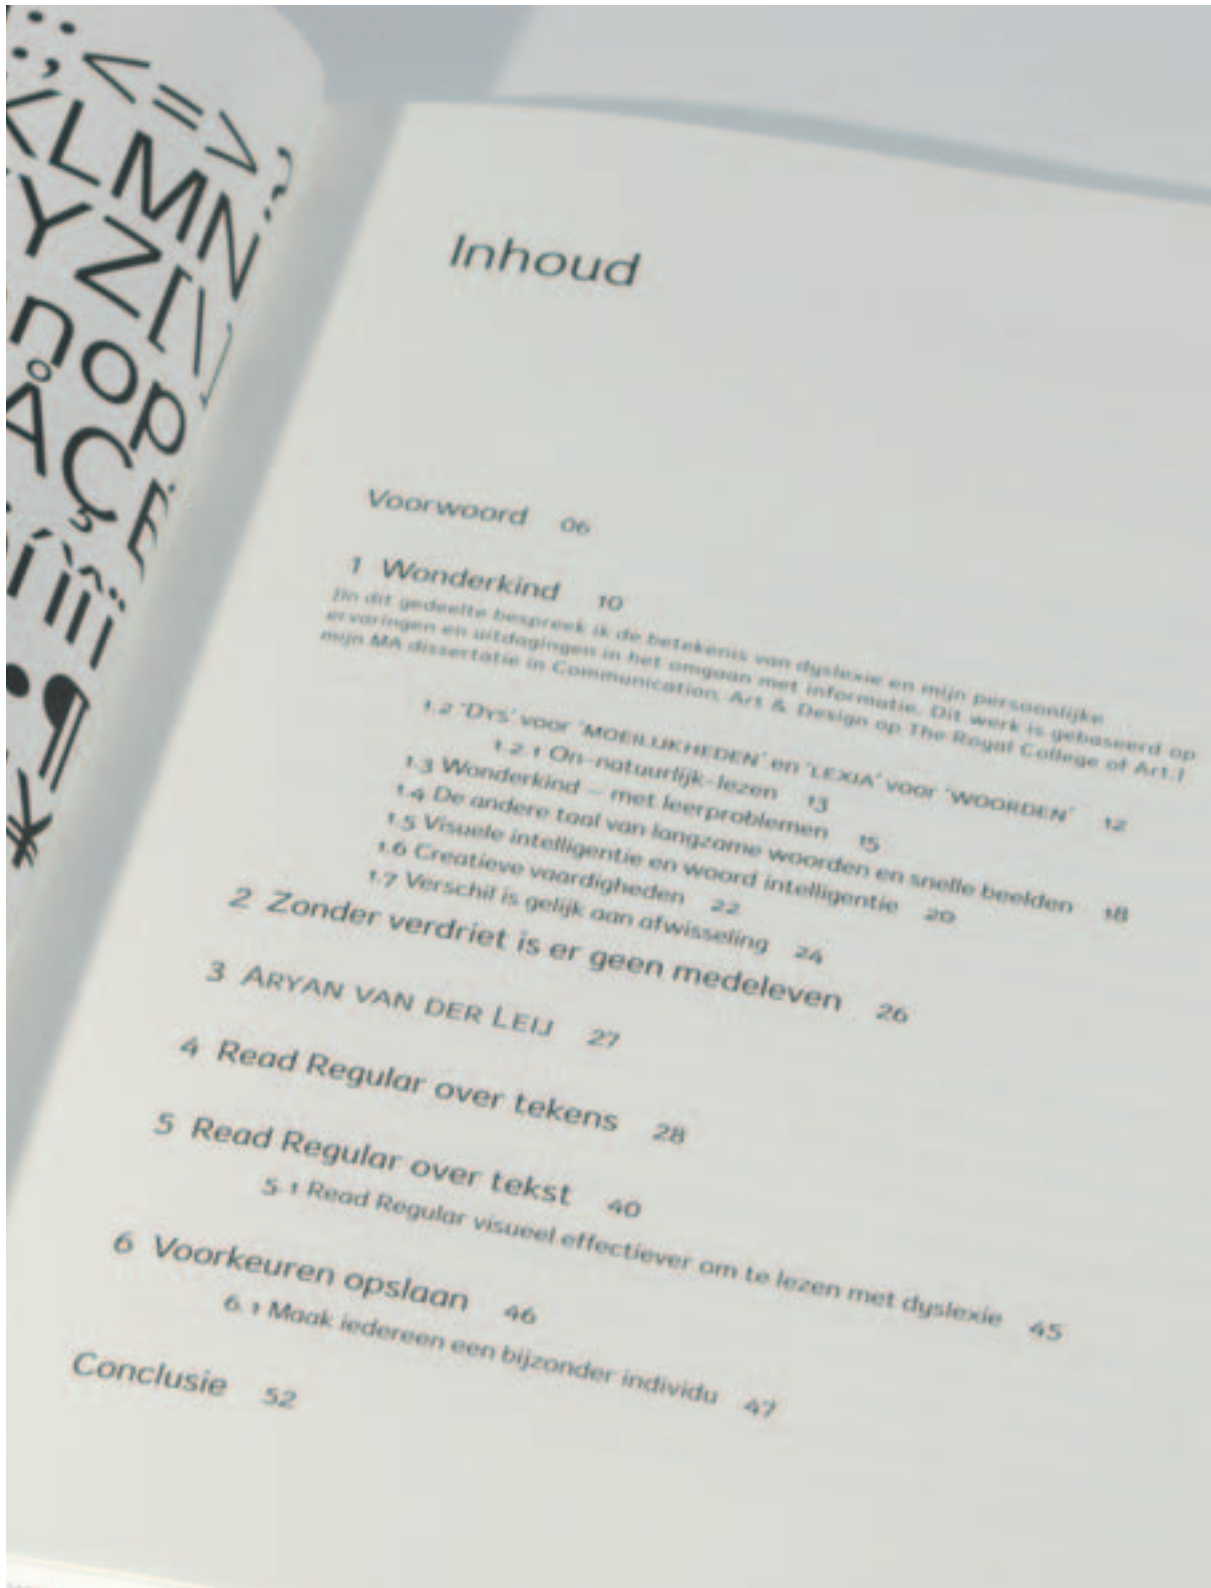 : ; < = > ?
K L M N
Y Z [ \ ]
n o p
Å Ç É
Í Î Ï
• ¶
Inhoud
Voorwoord 06
1 Wonderkind 10
[In dit gedeelte bespreek ik de betekenis van dyslexie en mijn persoonlijke
ervaringen en uitdagingen in het omgaan met informatie. Dit werk is gebaseerd op
mijn MA dissertatie in Communication, Art & Design op The Royal College of Art.]
1.2 'DYS' voor 'MOEILIJKHEDEN' en 'LEXIA' voor 'WOORDEN' 12
1.2.1 On-natuurlijk-lezen 13
1.3 Wonderkind – met leerproblemen 15
1.4 De andere taal van langzame woorden en snelle beelden 18
1.5 Visuele intelligentie en woord intelligentie 20
1.6 Creatieve vaardigheden 22
1.7 Verschil is gelijk aan afwisseling 24
2 Zonder verdriet is er geen medeleven 26
3 ARYAN VAN DER LEIJ 27
4 Read Regular over tekens 28
5 Read Regular over tekst 40
5.1 Read Regular visueel effectiever om te lezen met dyslexie 45
6 Voorkeuren opslaan 46
6.1 Maak iedereen een bijzonder individu 47
Conclusie 52